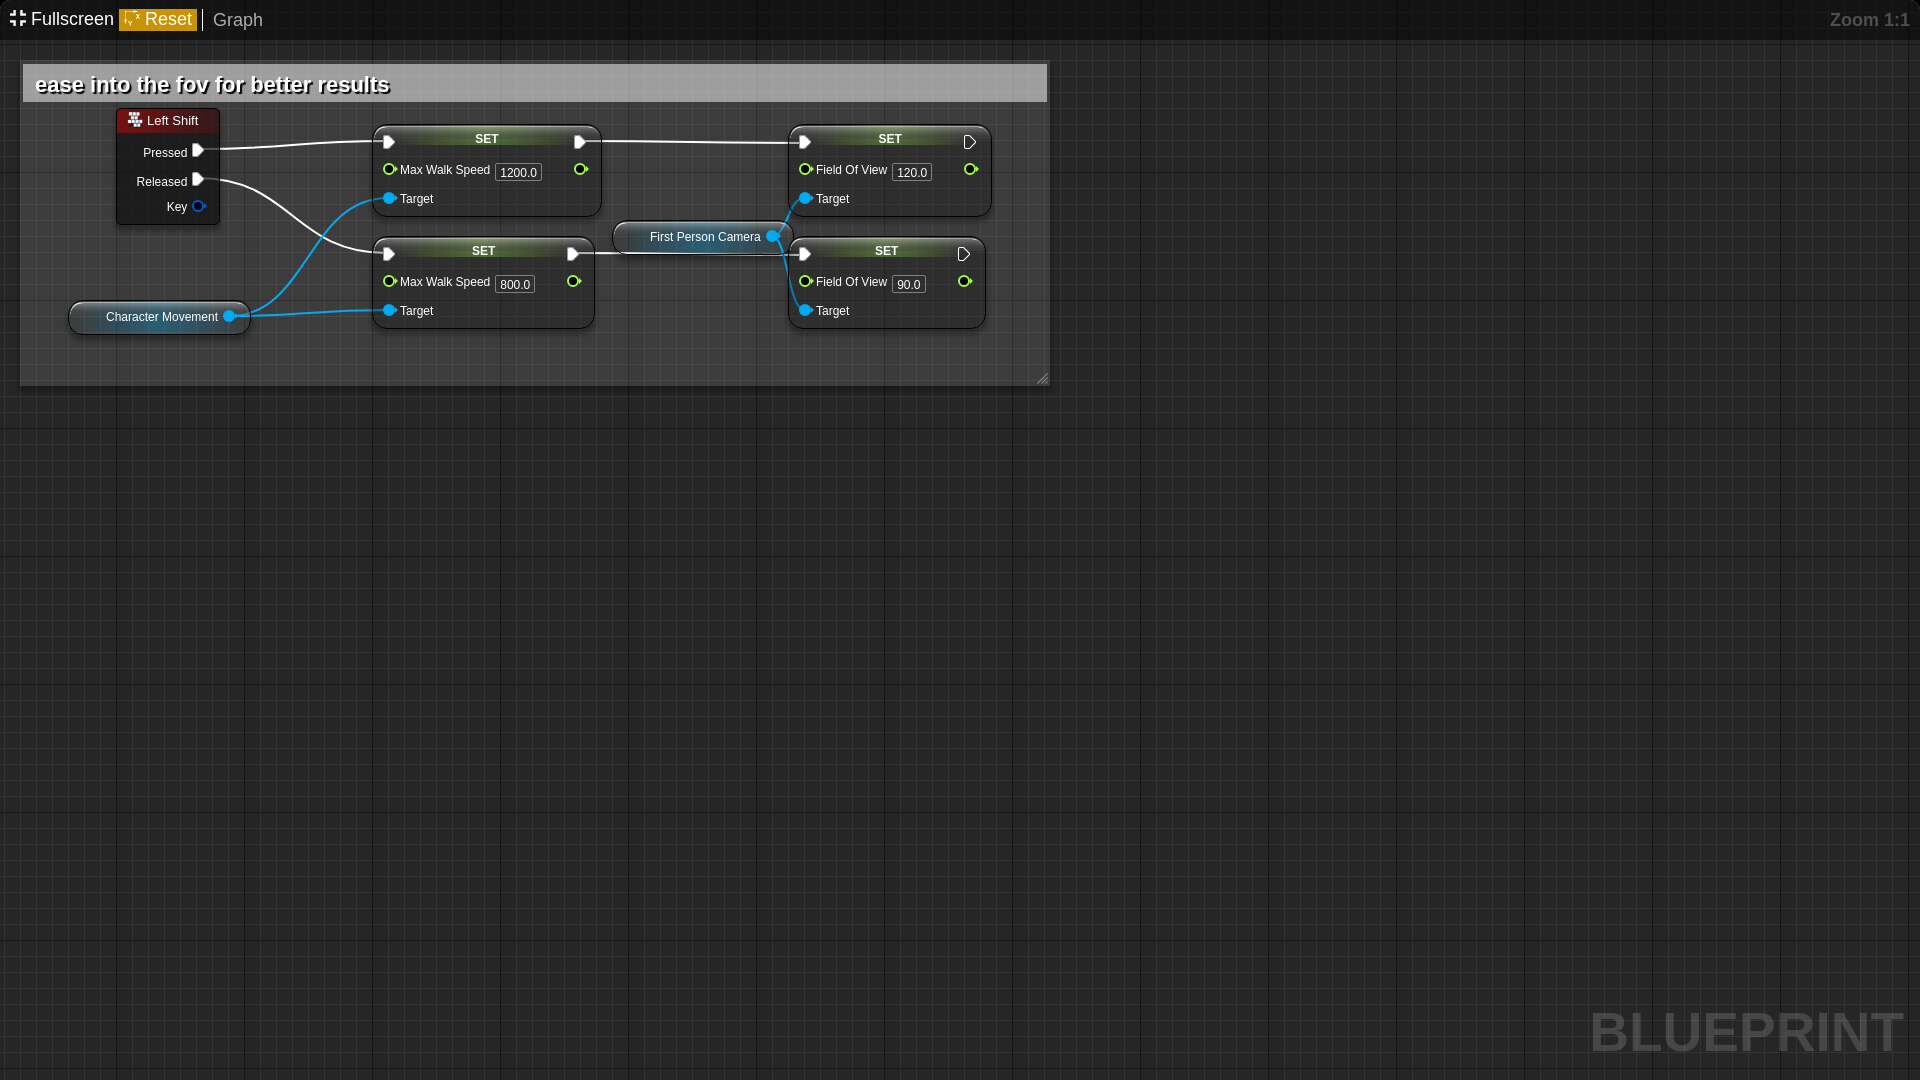 Fullscreen Reset Graph Zoom 1:1
ease into the fov for better results
Left Shift
Pressed
Released
Key
SET
Max Walk Speed 1200.0
Target
SET
Field Of View 120.0
Target
First Person Camera
SET
Max Walk Speed 800.0
Target
SET
Field Of View 90.0
Target
Character Movement
BLUEPRINT